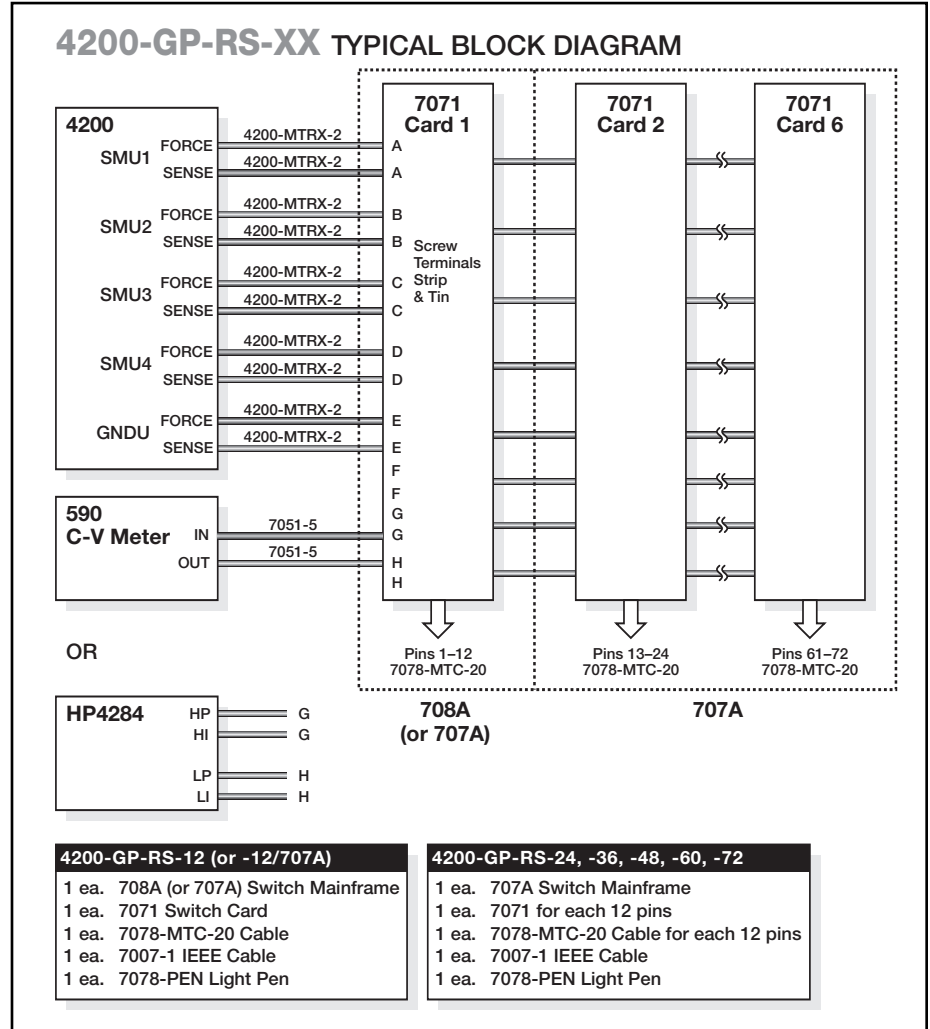 4200-GP-RS-XX TYPICAL BLOCK DIAGRAM
4200
SMU1
FORCE
SENSE
SMU2
FORCE
SENSE
SMU3
FORCE
SENSE
SMU4
FORCE
SENSE
GNDU
FORCE
SENSE
4200-MTRX-2
4200-MTRX-2
4200-MTRX-2
4200-MTRX-2
4200-MTRX-2
4200-MTRX-2
4200-MTRX-2
4200-MTRX-2
4200-MTRX-2
4200-MTRX-2
590
C-V Meter
IN
OUT
7051-5
7051-5
7071
Card 1
A
A
B
B
C
C
D
D
E
E
F
F
G
G
H
H
Screw
Terminals
Strip
& Tin
7071
Card 2
7071
Card 6
Pins 1–12
7078-MTC-20
Pins 13–24
7078-MTC-20
Pins 61–72
7078-MTC-20
708A
(or 707A)
707A
OR
HP4284
HP
G
HI
G
LP
H
LI
H
4200-GP-RS-12 (or -12/707A)
1 ea. 708A (or 707A) Switch Mainframe
1 ea. 7071 Switch Card
1 ea. 7078-MTC-20 Cable
1 ea. 7007-1 IEEE Cable
1 ea. 7078-PEN Light Pen
4200-GP-RS-24, -36, -48, -60, -72
1 ea. 707A Switch Mainframe
1 ea. 7071 for each 12 pins
1 ea. 7078-MTC-20 Cable for each 12 pins
1 ea. 7007-1 IEEE Cable
1 ea. 7078-PEN Light Pen